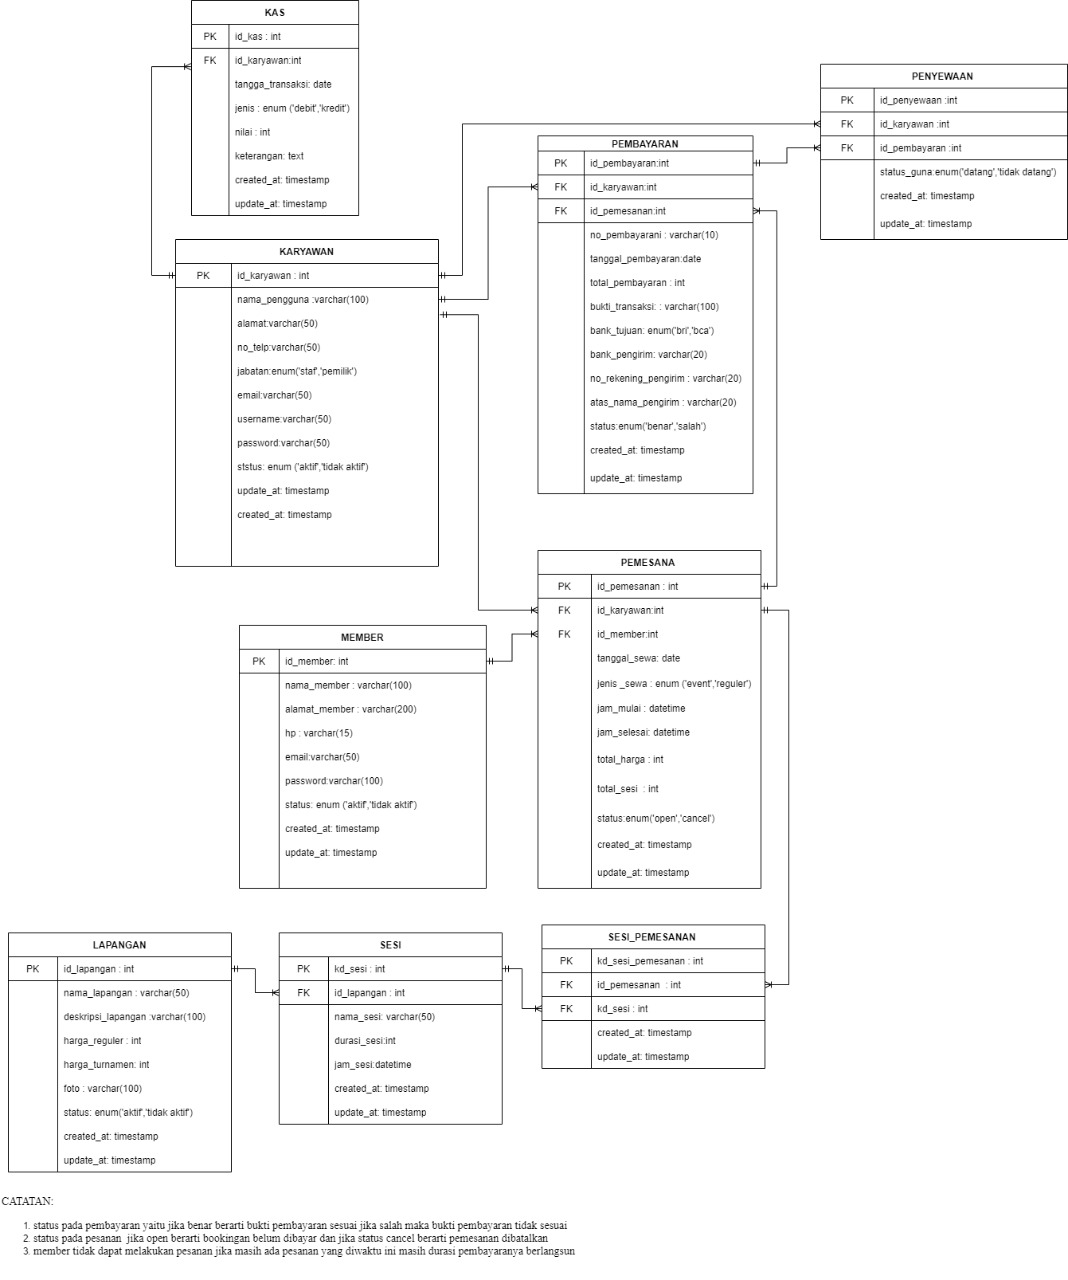 KAS
PK id_kas : int
FK id_karyawan:int
tangga_transaksi: date
jenis : enum ('debit','kredit')
nilai : int
keterangan: text
created_at: timestamp
update_at: timestamp
PENYEWAAN
PK id_penyewaan :int
FK id_karyawan :int
FK id_pembayaran :int
status_guna:enum('datang','tidak datang')
created_at: timestamp
update_at: timestamp
PEMBAYARAN
PK id_pembayaran:int
FK id_karyawan:int
FK id_pemesanan:int
no_pembayarani : varchar(10)
tanggal_pembayaran:date
total_pembayaran : int
bukti_transaksi: : varchar(100)
bank_tujuan: enum('bri','bca')
bank_pengirim: varchar(20)
no_rekening_pengirim : varchar(20)
atas_nama_pengirim : varchar(20)
status:enum('benar','salah')
created_at: timestamp
update_at: timestamp
KARYAWAN
PK id_karyawan : int
nama_pengguna :varchar(100)
alamat:varchar(50)
no_telp:varchar(50)
jabatan:enum('staf','pemilik')
email:varchar(50)
username:varchar(50)
password:varchar(50)
ststus: enum ('aktif','tidak aktif')
update_at: timestamp
created_at: timestamp
PEMESANA
PK id_pemesanan : int
FK id_karyawan:int
FK id_member:int
tanggal_sewa: date
jenis _sewa : enum ('event','reguler')
jam_mulai : datetime
jam_selesai: datetime
total_harga : int
total_sesi : int
status:enum('open','cancel')
created_at: timestamp
update_at: timestamp
MEMBER
PK id_member: int
nama_member : varchar(100)
alamat_member : varchar(200)
hp : varchar(15)
email:varchar(50)
password:varchar(100)
status: enum ('aktif','tidak aktif')
created_at: timestamp
update_at: timestamp
LAPANGAN
PK id_lapangan : int
nama_lapangan : varchar(50)
deskripsi_lapangan :varchar(100)
harga_reguler : int
harga_turnamen: int
foto : varchar(100)
status: enum('aktif','tidak aktif')
created_at: timestamp
update_at: timestamp
SESI
PK kd_sesi : int
FK id_lapangan : int
nama_sesi: varchar(50)
durasi_sesi:int
jam_sesi:datetime
created_at: timestamp
update_at: timestamp
SESI_PEMESANAN
PK kd_sesi_pemesanan : int
FK id_pemesanan : int
FK kd_sesi : int
created_at: timestamp
update_at: timestamp
CATATAN:
1. status pada pembayaran yaitu jika benar berarti bukti pembayaran sesuai jika salah maka bukti pembayaran tidak sesuai
2. status pada pesanan jika open berarti bookingan belum dibayar dan jika status cancel berarti pemesanan dibatalkan
3. member tidak dapat melakukan pesanan jika masih ada pesanan yang diwaktu ini masih durasi pembayaranya berlangsun